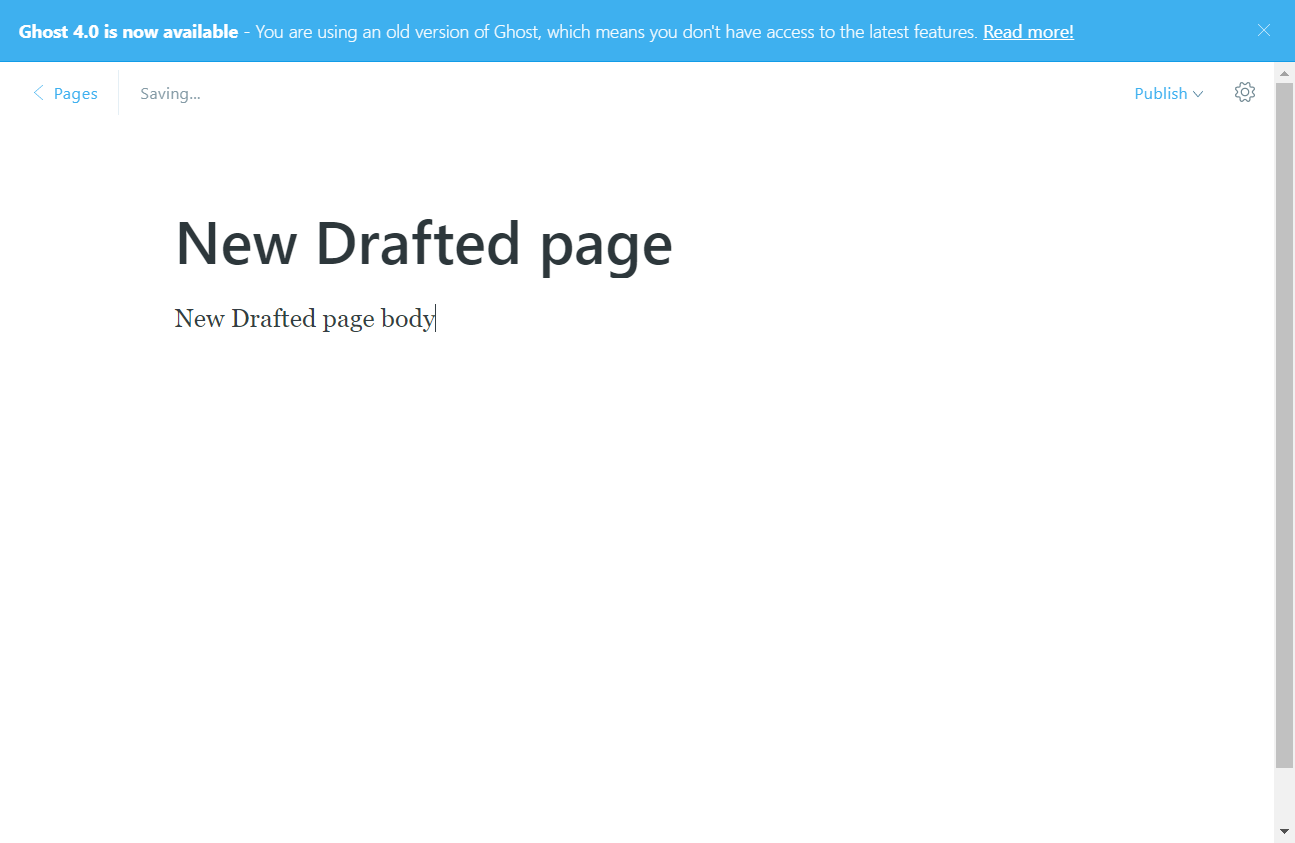 Ghost 4.0 is now available - You are using an old version of Ghost, which means you don't have access to the latest features. Read more!
Pages Saving... Publish
New Drafted page
New Drafted page body